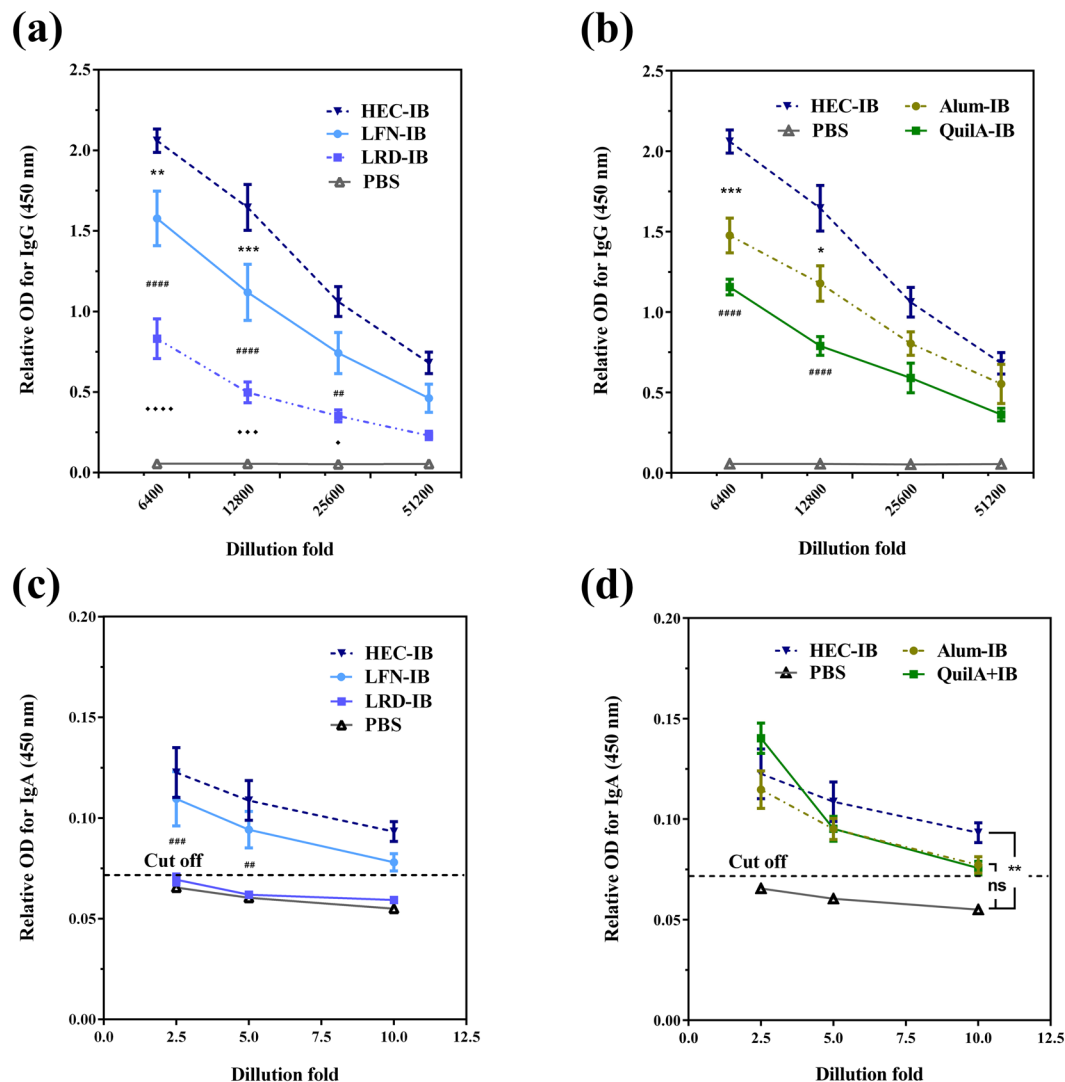 (a)
Relative OD for IgG (450 nm)
2.5
2.0
1.5
1.0
0.5
0.0
HEC-IB
LFN-IB
LRD-IB
PBS
**
***
####
####
##
◆◆◆◆
◆◆◆
◆
6400
12800
25600
51200
Dillution fold
(b)
Relative OD for IgG (450 nm)
2.5
2.0
1.5
1.0
0.5
0.0
HEC-IB
Alum-IB
PBS
QuilA-IB
***
*
####
####
6400
12800
25600
51200
Dillution fold
(c)
Relative OD for IgA (450 nm)
0.20
0.15
0.10
0.05
0.00
HEC-IB
LFN-IB
LRD-IB
PBS
###
##
Cut off
0.0
2.5
5.0
7.5
10.0
12.5
Dillution fold
(d)
Relative OD for IgA (450 nm)
0.20
0.15
0.10
0.05
0.00
HEC-IB
Alum-IB
PBS
QuilA+IB
Cut off
**
ns
0.0
2.5
5.0
7.5
10.0
12.5
Dillution fold